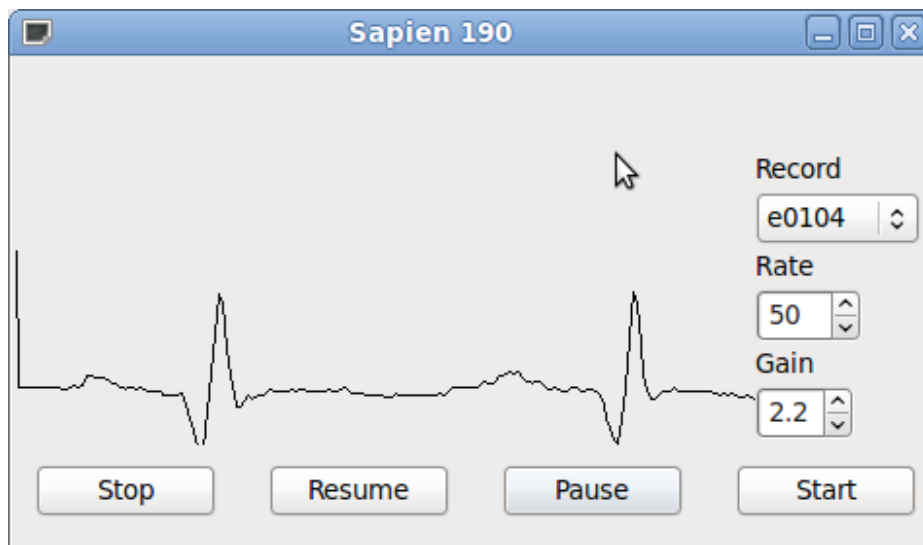 Sapien 190
Record
e0104
Rate
50
Gain
2.2
Stop Resume Pause Start